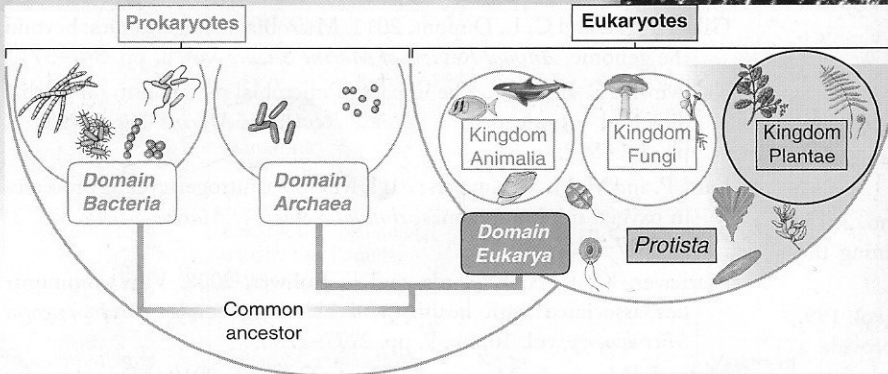 Prokaryotes
Eukaryotes
Kingdom
Animalia
Kingdom
Fungi
Kingdom
Plantae
Domain
Bacteria
Domain
Archaea
Domain
Eukarya
Protista
Common
ancestor